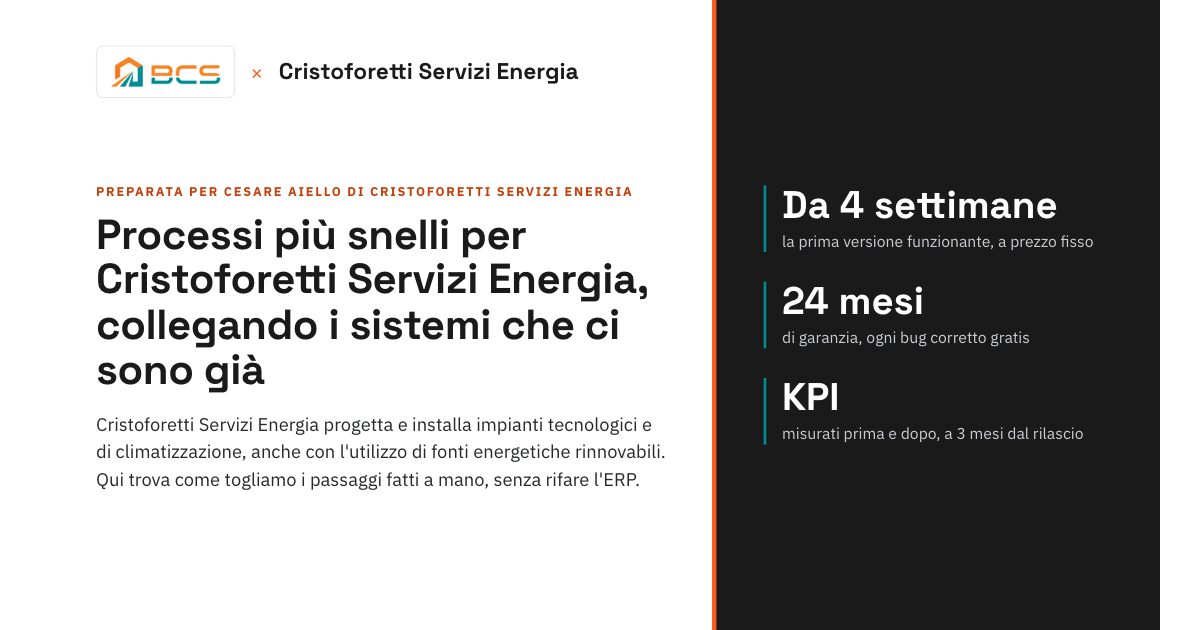 BCS × Cristoforetti Servizi Energia
PREPARATA PER CESARE AIELLO DI CRISTOFORETTI SERVIZI ENERGIA
Processi più snelli per
Cristoforetti Servizi Energia,
collegando i sistemi che ci
sono già
Cristoforetti Servizi Energia progetta e installa impianti tecnologici e
di climatizzazione, anche con l'utilizzo di fonti energetiche rinnovabili.
Qui trova come togliamo i passaggi fatti a mano, senza rifare l'ERP.
Da 4 settimane
la prima versione funzionante, a prezzo fisso
24 mesi
di garanzia, ogni bug corretto gratis
KPI
misurati prima e dopo, a 3 mesi dal rilascio